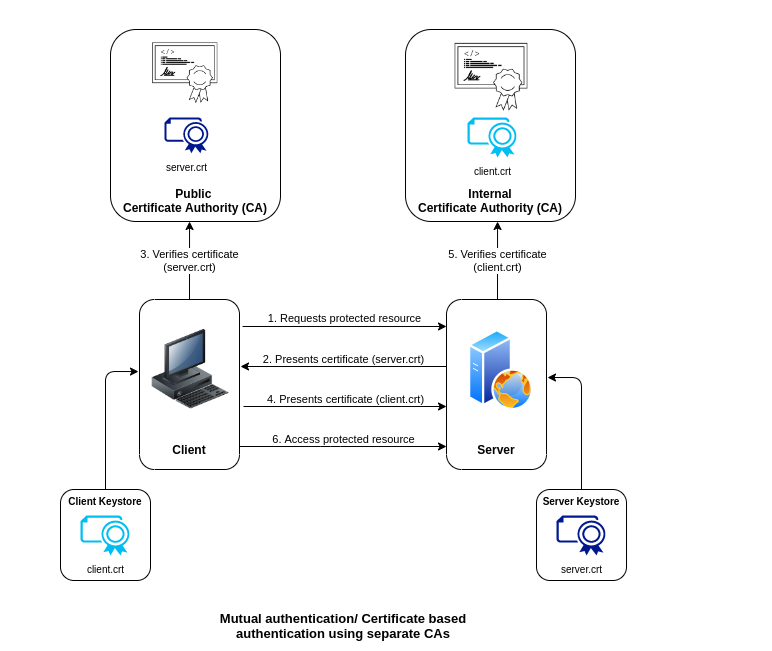 </>
</>
server.crt
client.crt
Public
Certificate Authority (CA)
Internal
Certificate Authority (CA)
3. Verifies certificate
(server.crt)
5. Verifies certificate
(client.crt)
1. Requests protected resource
2. Presents certificate (server.crt)
4. Presents certificate (client.crt)
6. Access protected resource
Client
Server
Client Keystore
client.crt
Server Keystore
server.crt
Mutual authentication/ Certificate based
authentication using separate CAs